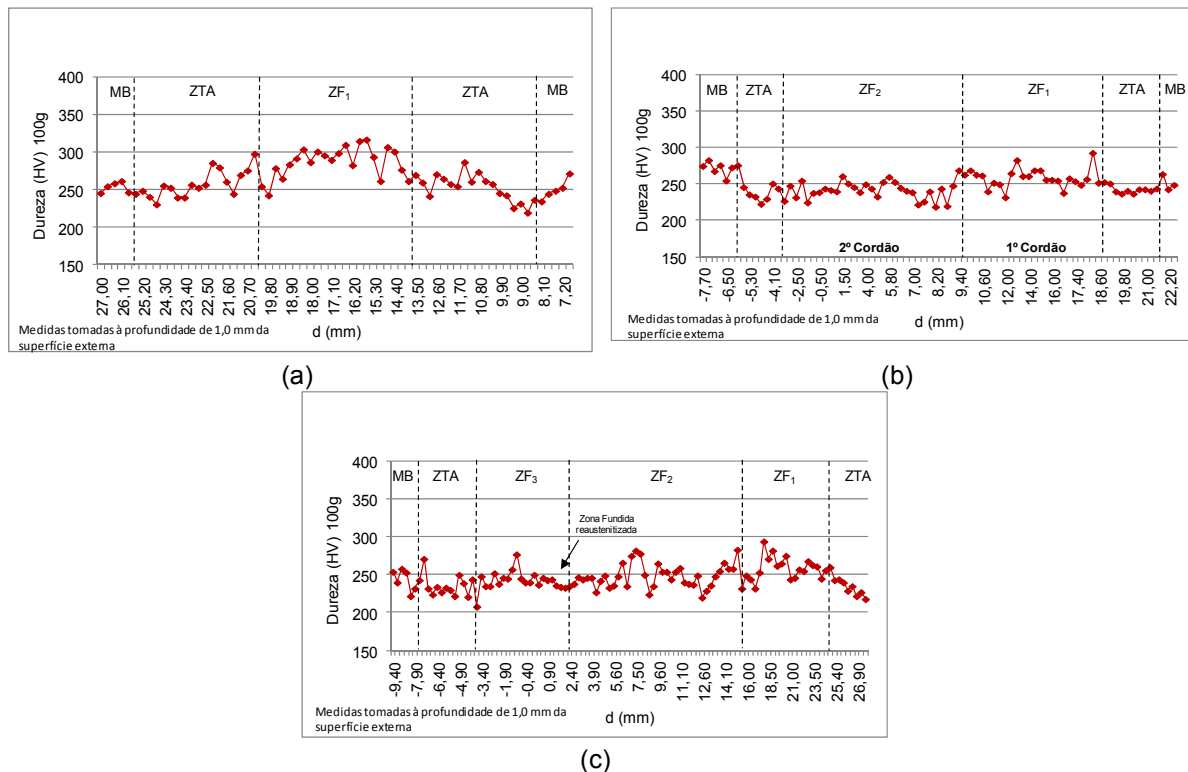 400
350
300
250
200
150
Dureza (HV) 100g
MB ZTA ZF₁ ZTA MB
27,00 26,10 25,20 24,30 23,40 22,50 21,60 20,70 19,80 18,90 18,00 17,10 16,20 15,30 14,40 13,50 12,60 11,70 10,80 9,90 9,00 8,10 7,20
d (mm)
Medidas tomadas à profundidade de 1,0 mm da
superfície externa
(a)
400
350
300
250
200
150
Dureza (HV) 100g
MB ZTA ZF₂ ZF₁ ZTA MB
2º Cordão 1º Cordão
-7,70 -6,50 -5,30 -4,10 -2,50 -0,50 1,50 4,00 5,80 7,00 8,20 9,40 10,60 12,00 14,00 16,00 17,40 18,60 19,80 21,00 22,20
d (mm)
Medidas tomadas à profundidade de 1,0 mm da
superfície externa
(b)
400
350
300
250
200
150
Dureza (HV) 100g
MB ZTA ZF₃ ZF₂ ZF₁ ZTA
Zona Fundida
reaustenitizada
-9,40 -7,90 -6,40 -4,90 -3,40 -1,90 -0,40 0,90 2,40 3,90 5,40 7,50 9,60 11,10 12,60 14,10 16,00 18,50 21,00 23,50 25,40 26,90
d (mm)
Medidas tomadas à profundidade de 1,0 mm da
superfície externa
(c)